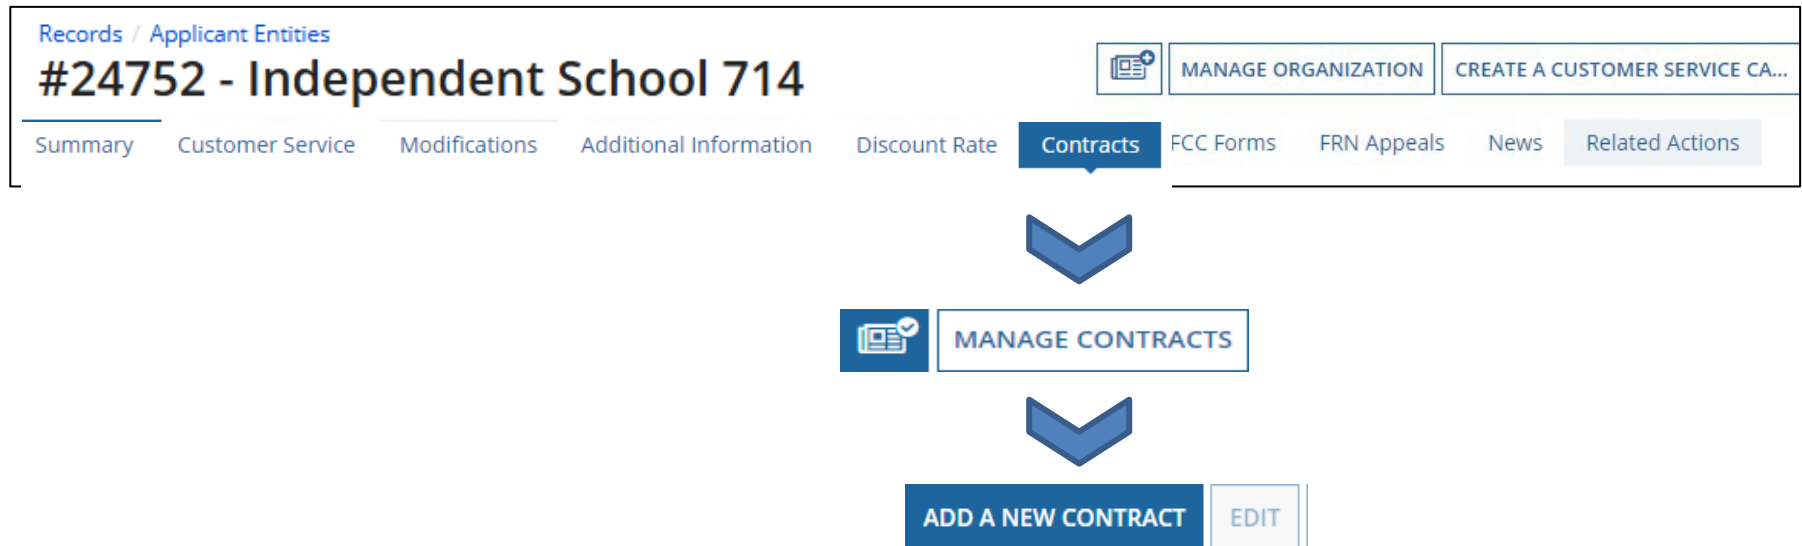 Records / Applicant Entities
#24752 - Independent School 714
MANAGE ORGANIZATION
CREATE A CUSTOMER SERVICE CA...
Summary Customer Service Modifications Additional Information Discount Rate Contracts FCC Forms FRN Appeals News Related Actions
MANAGE CONTRACTS
ADD A NEW CONTRACT EDIT